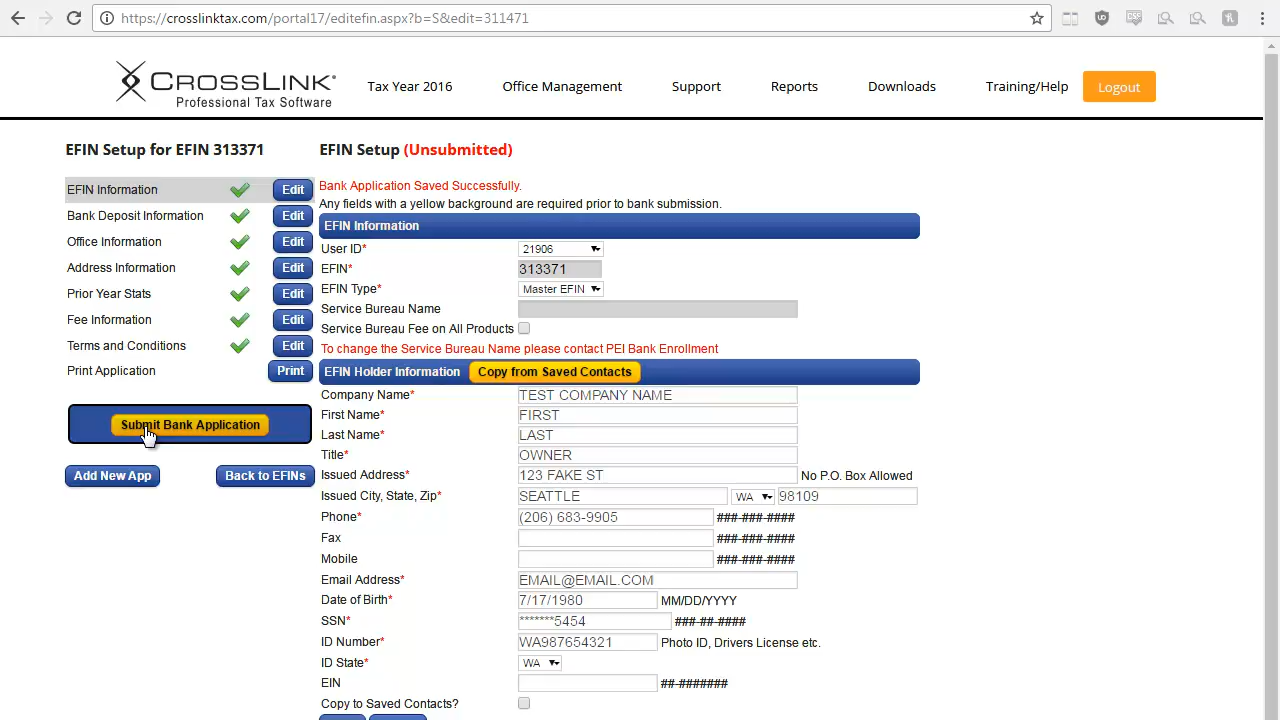 https://crosslinktax.com/portal17/editefin.aspx?b=S&edit=311471
CROSSLINK
Professional Tax Software
Tax Year 2016 Office Management Support Reports Downloads Training/Help Logout
EFIN Setup for EFIN 313371
EFIN Information Edit
Bank Deposit Information Edit
Office Information Edit
Address Information Edit
Prior Year Stats Edit
Fee Information Edit
Terms and Conditions Edit
Print Application Print
Submit Bank Application
Add New App Back to EFINs
EFIN Setup (Unsubmitted)
Bank Application Saved Successfully.
Any fields with a yellow background are required prior to bank submission.
EFIN Information
User ID* 21906
EFIN* 313371
EFIN Type* Master EFIN
Service Bureau Name
Service Bureau Fee on All Products
To change the Service Bureau Name please contact PEI Bank Enrollment
EFIN Holder Information Copy from Saved Contacts
Company Name* TEST COMPANY NAME
First Name* FIRST
Last Name* LAST
Title* OWNER
Issued Address* 123 FAKE ST No P.O. Box Allowed
Issued City, State, Zip* SEATTLE WA 98109
Phone* (206) 683-9905 ###-###-####
Fax ###-###-####
Mobile ###-###-####
Email Address* EMAIL@EMAIL.COM
Date of Birth* 7/17/1980 MM/DD/YYYY
SSN* *******5454 ###-##-####
ID Number* WA987654321 Photo ID, Drivers License etc.
ID State* WA
EIN ##-#######
Copy to Saved Contacts?